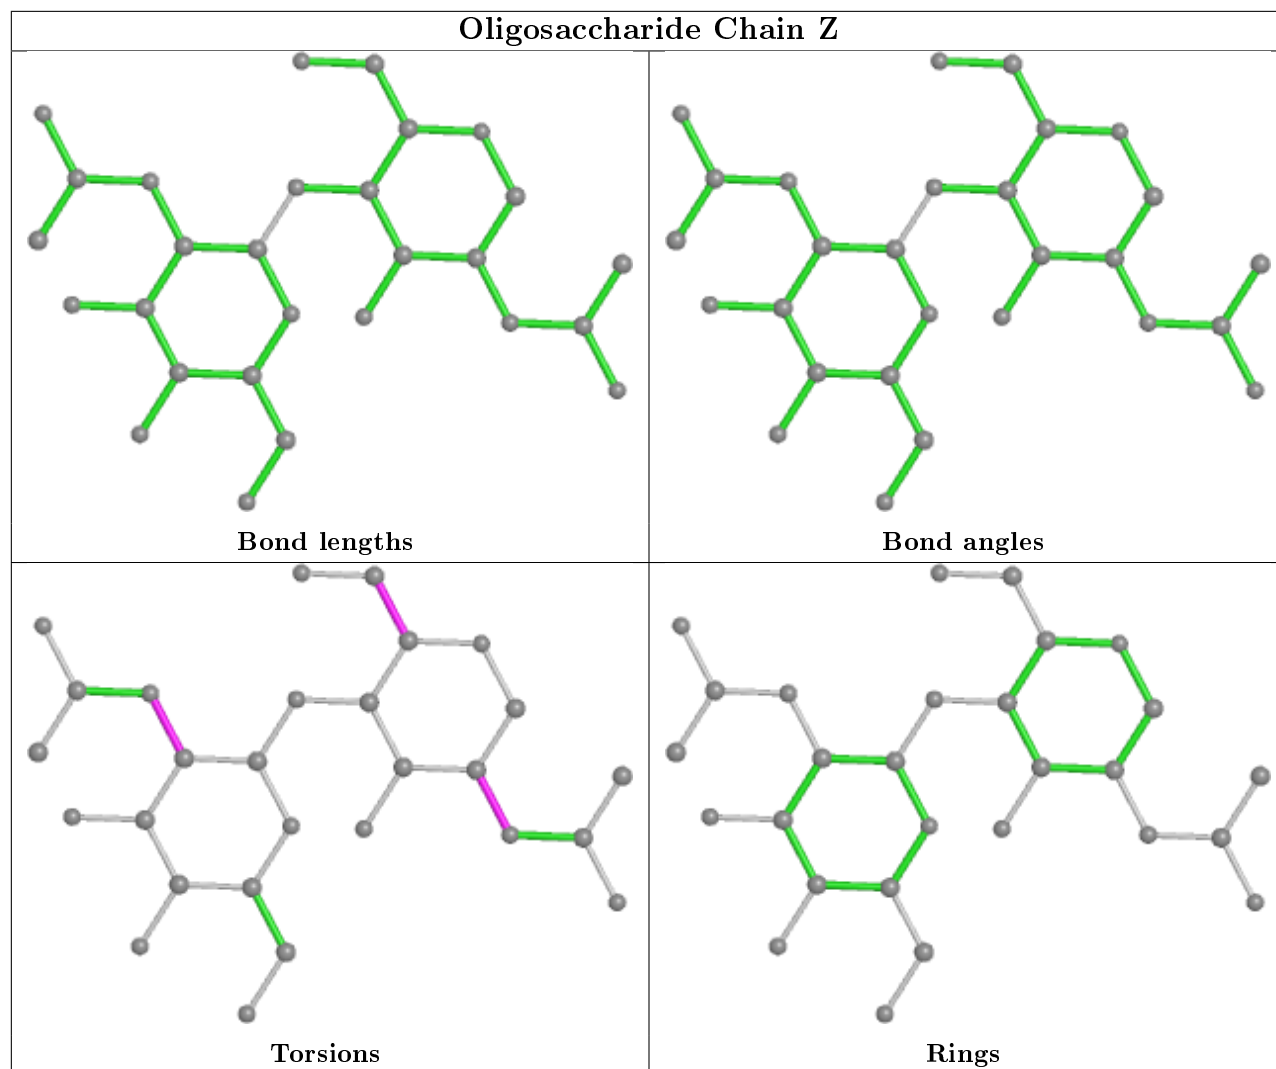 Oligosaccharide Chain Z
Bond lengths
Bond angles
Torsions
Rings